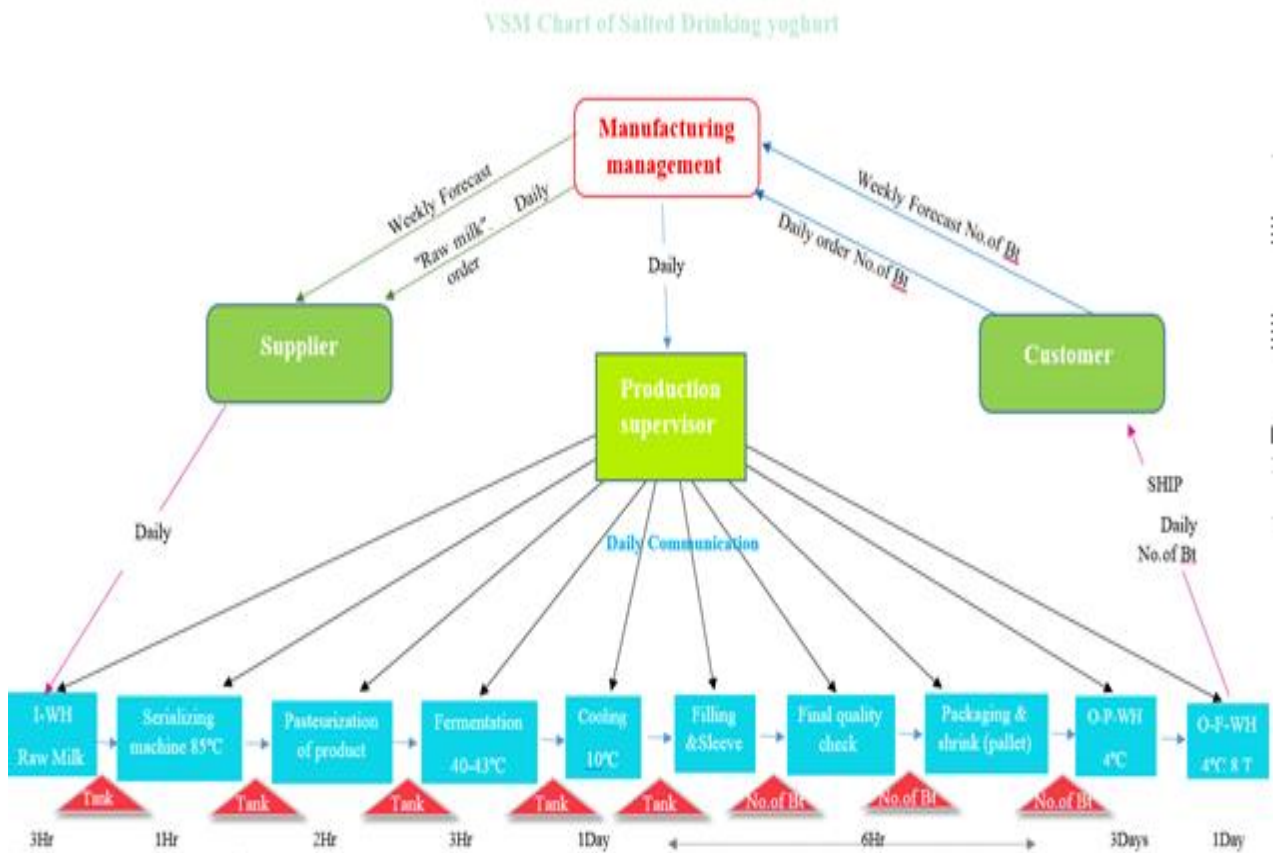 VSM Chart of Salted Drinking yoghurt
Manufacturing
management
Weekly Forecast
Daily
"Raw milk".
order
Daily
Weekly Forecast No.of Bt
Daily order No.of Bt
Supplier
Customer
Production
supervisor
Daily
SHIP
Daily
No.of Bt
Daily Communication
I-WH
Raw Milk
Serializing
machine 85°C
Pasteurization
of product
Fermentation
40-43°C
Cooling
10°C
Filling
&Sleeve
Final quality
check
Packaging &
shrink (pallet)
O-P-WH
4°C
O-F-WH
4°C 8 T
Tank
Tank
Tank
Tank
Tank
No.of Bt
No.of Bt
No.of Bt
3Hr
1Hr
2Hr
3Hr
1Day
6Hr
3Days
1Day